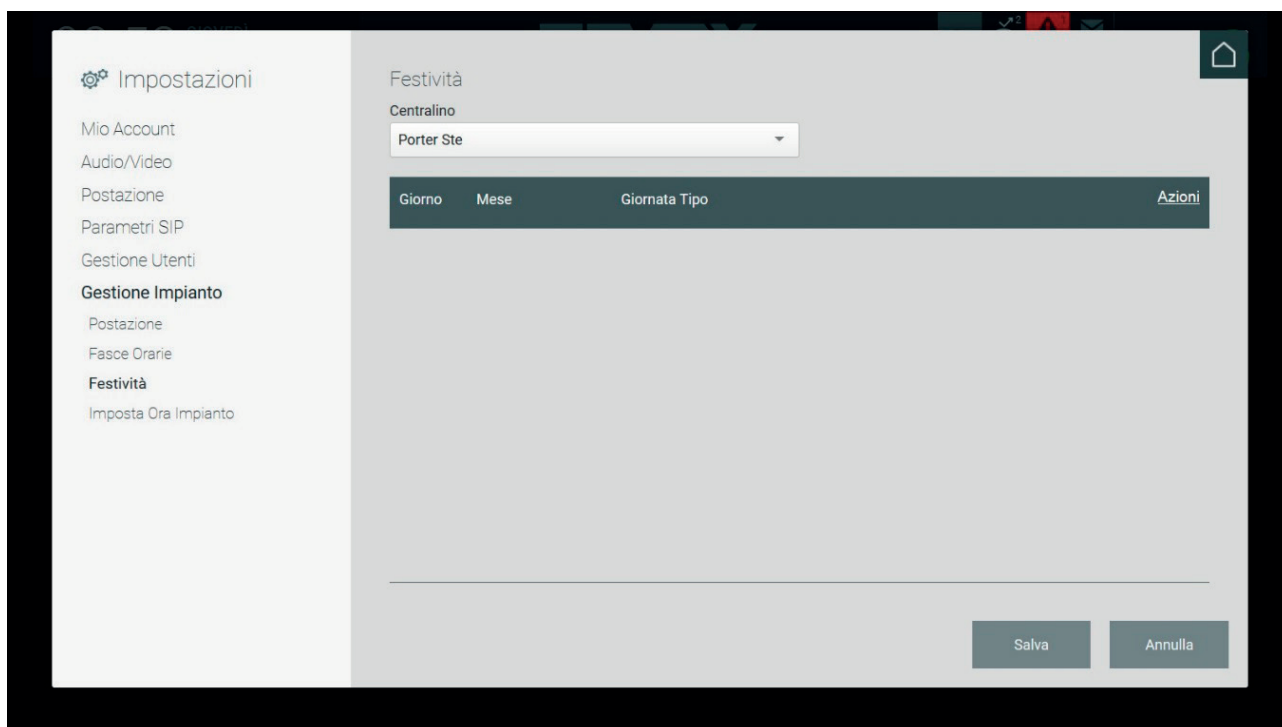 Impostazioni
Mio Account
Audio/Video
Postazione
Parametri SIP
Gestione Utenti
Gestione Impianto
Postazione
Fasce Orarie
Festività
Imposta Ora Impianto
Festività
Centralino
Porter Ste
Giorno Mese Giornata Tipo Azioni
Salva Annulla